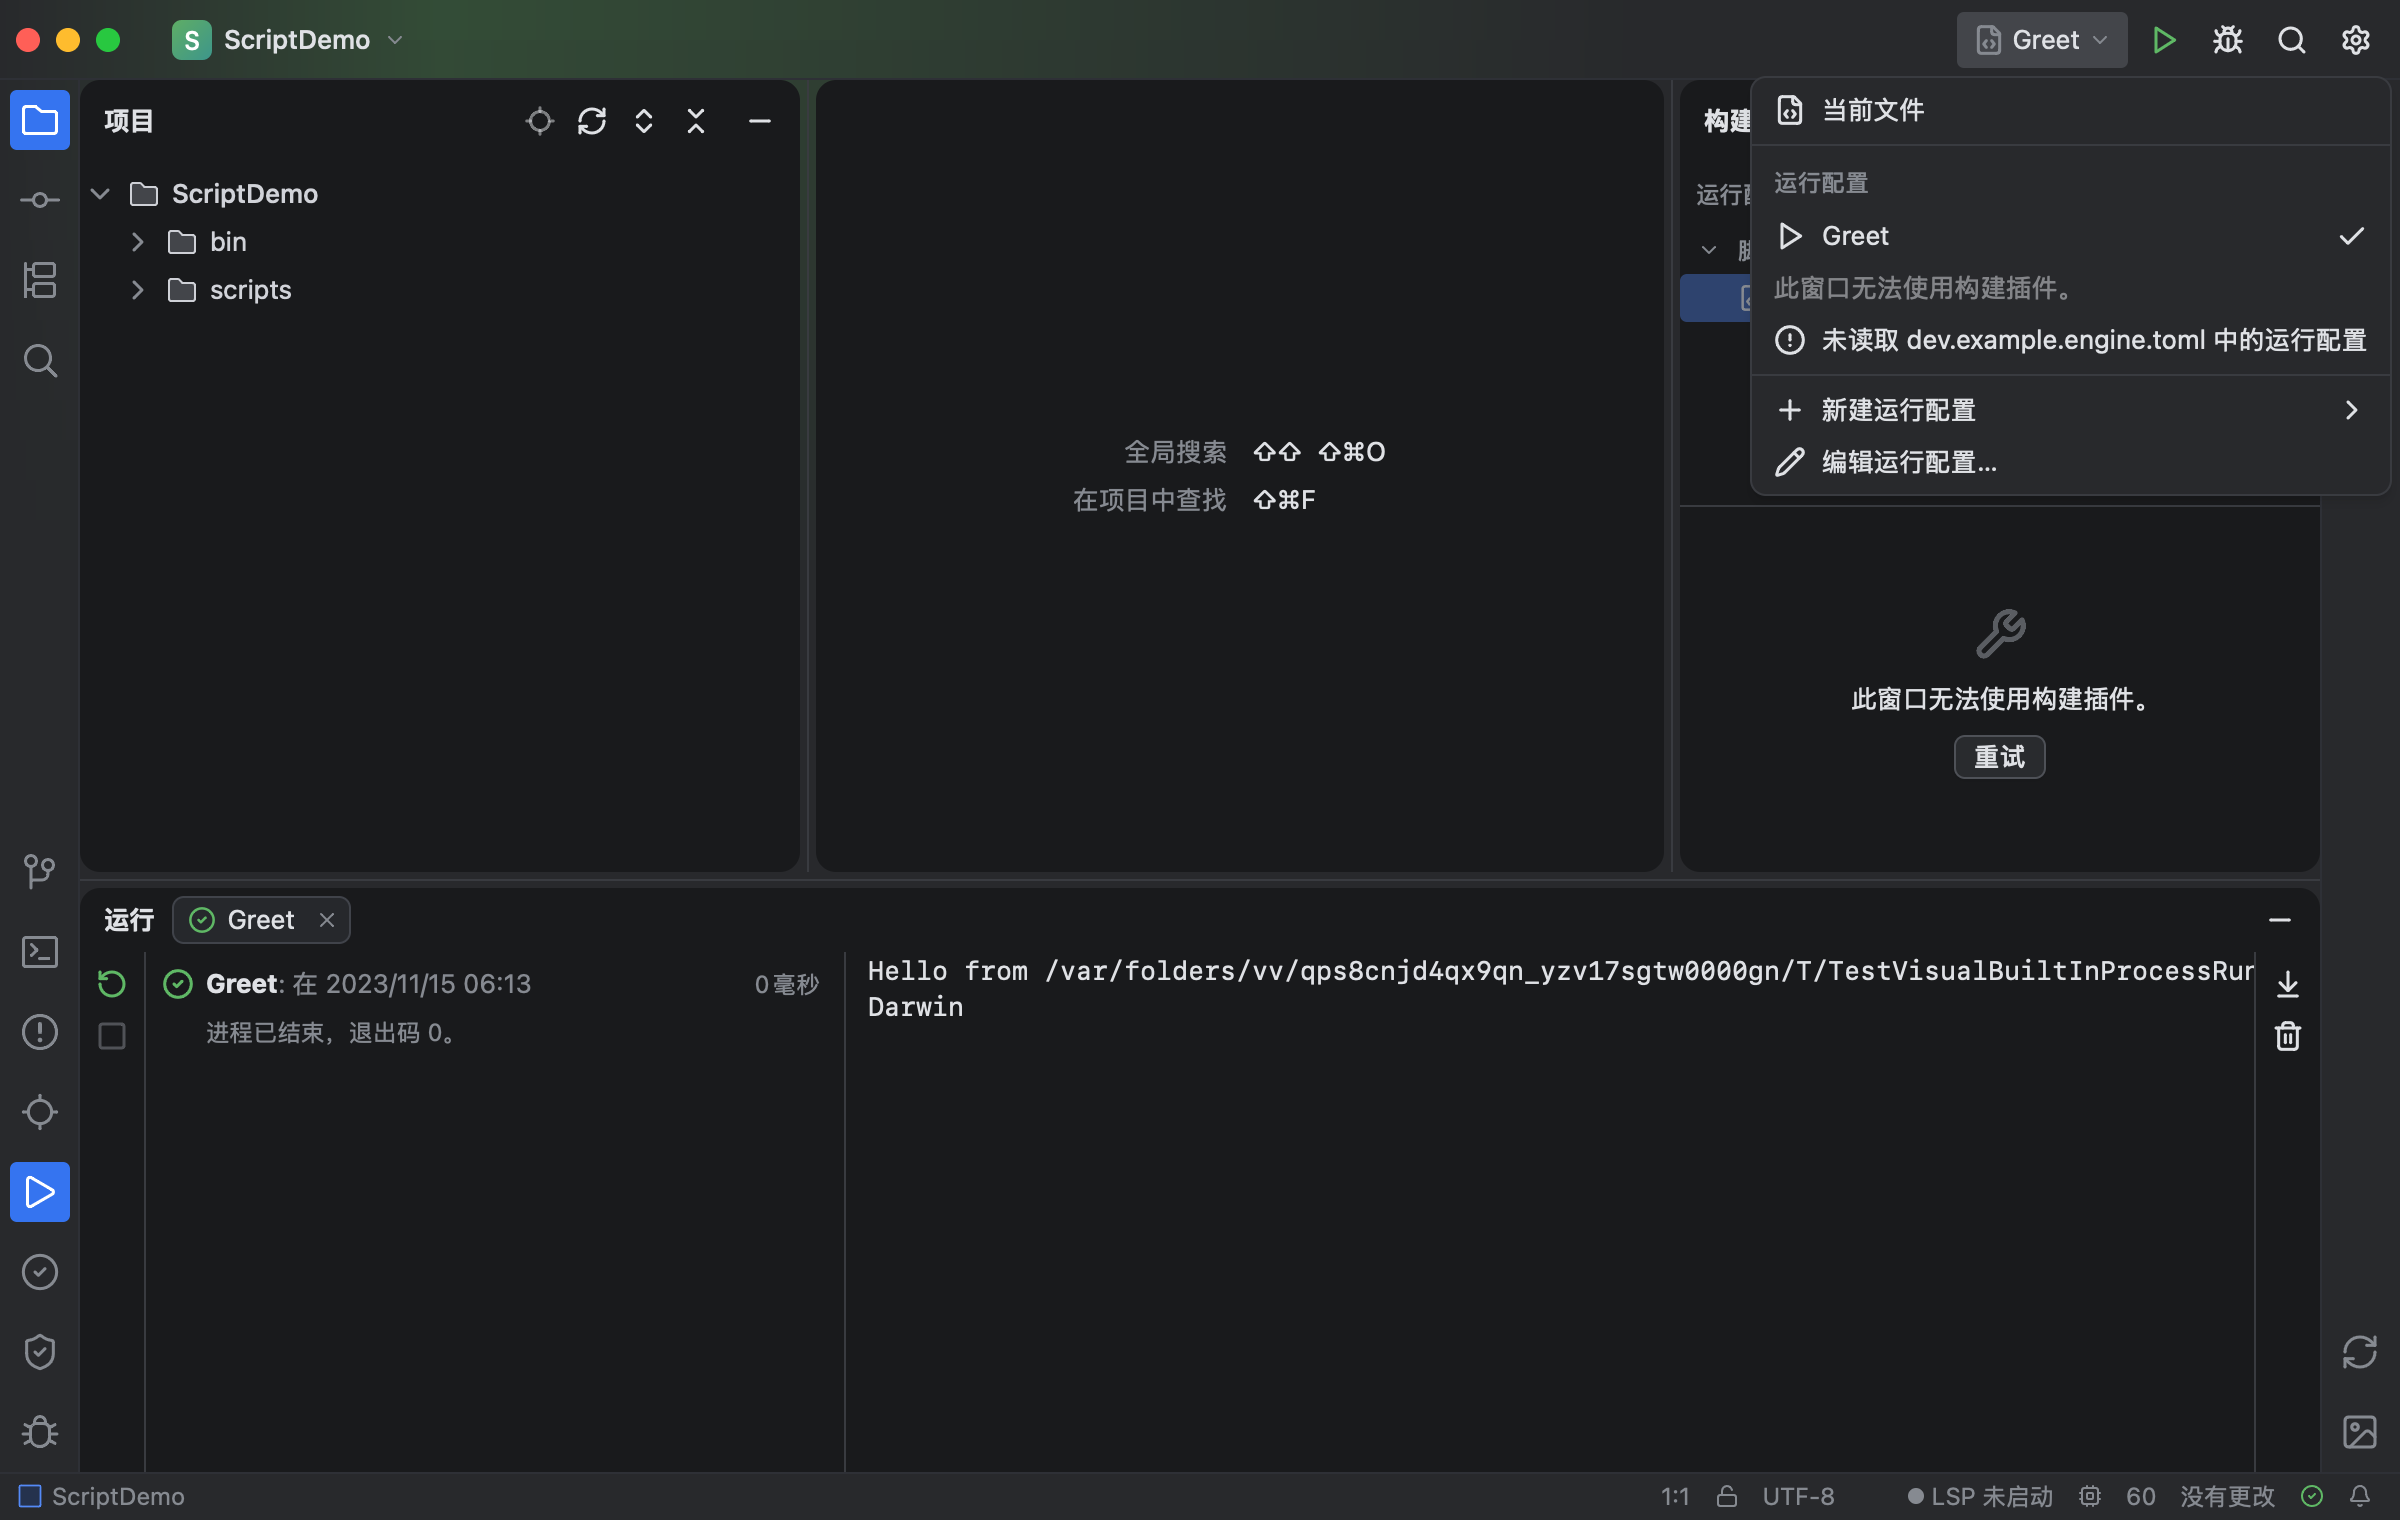 S ScriptDemo
Greet
项目
ScriptDemo
bin
scripts
全局搜索 ⇧⇧ ⇧⌘O
在项目中查找 ⇧⌘F
构建
运行
当前文件
运行配置
Greet
此窗口无法使用构建插件。
未读取 dev.example.engine.toml 中的运行配置
新建运行配置
编辑运行配置...
此窗口无法使用构建插件。
重试
运行 Greet
Greet: 在 2023/11/15 06:13 0 毫秒
进程已结束，退出码 0。
Hello from /var/folders/vv/qps8cnjd4qx9qn_yzv17sgtw0000gn/T/TestVisualBuiltInProcessRun
Darwin
ScriptDemo
1:1 UTF-8 LSP 未启动 60 没有更改